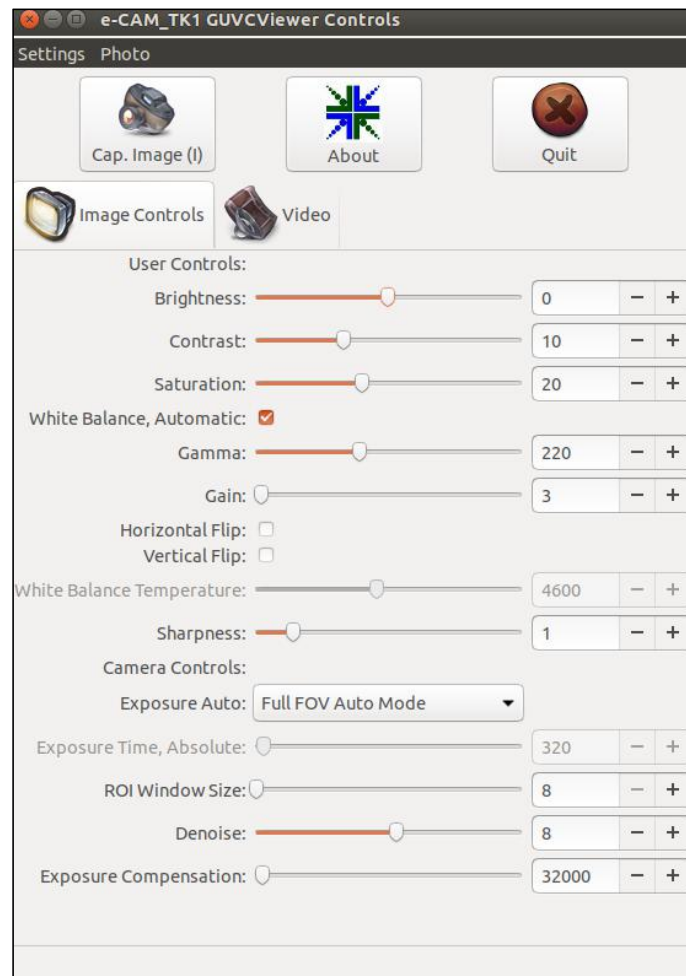 e-CAM_TK1 GUVCViewer Controls
Settings Photo
Cap. Image (I) About Quit
Image Controls Video
User Controls:
Brightness: 0 − +
Contrast: 10 − +
Saturation: 20 − +
White Balance, Automatic:
Gamma: 220 − +
Gain: 3 − +
Horizontal Flip:
Vertical Flip:
White Balance Temperature: 4600 − +
Sharpness: 1 − +
Camera Controls:
Exposure Auto: Full FOV Auto Mode
Exposure Time, Absolute: 320 − +
ROI Window Size: 8 − +
Denoise: 8 − +
Exposure Compensation: 32000 − +